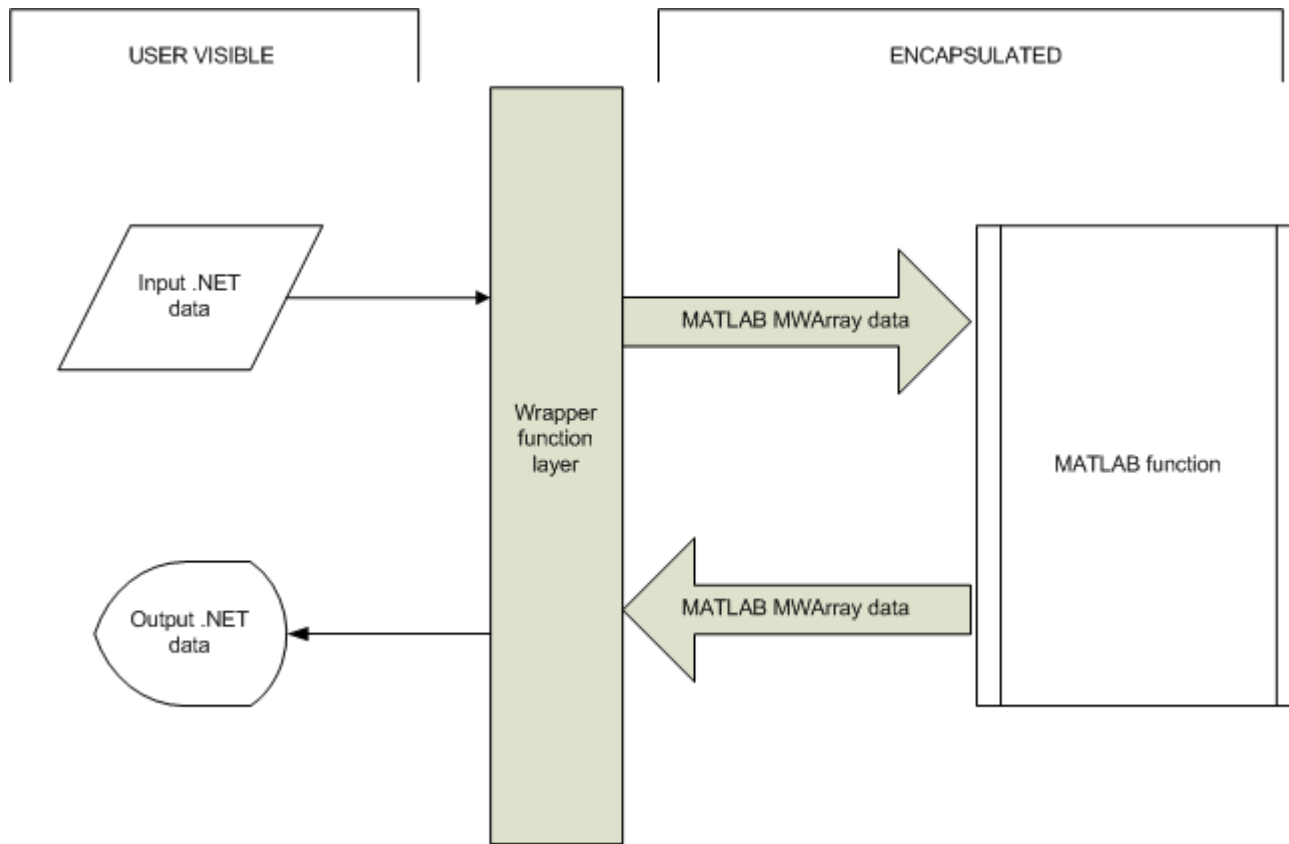 USER VISIBLE
ENCAPSULATED
Input .NET
data
MATLAB MWArray data
Wrapper
function
layer
MATLAB function
MATLAB MWArray data
Output .NET
data